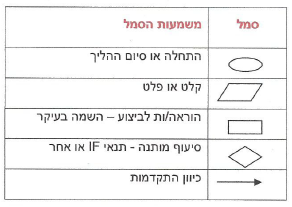 סמל משמעות הסמל
התחלה או סיום ההליך
קלט או פלט
הוראה/ות לביצוע – השמה בעיקר
סיעוף מותנה - תנאי IF או אחר
כיוון התקדמות